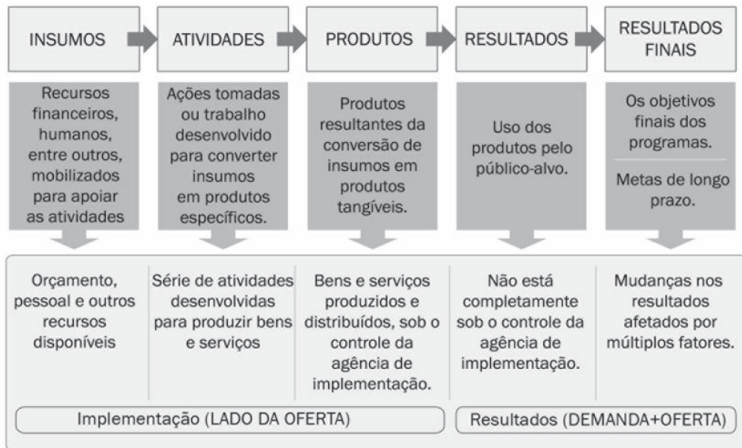 INSUMOS
ATIVIDADES
PRODUTOS
RESULTADOS
RESULTADOS
FINAIS
Recursos
financeiros,
humanos,
entre outros,
mobilizados
para apoiar
as atividades
Ações tomadas
ou trabalho
desenvolvido
para converter
insumos
em produtos
específicos.
Produtos
resultantes da
conversão de
insumos em
produtos
tangíveis.
Uso dos
produtos pelo
público-alvo.
Os objetivos
finais dos
programas.
Metas de longo
prazo.
Orçamento,
pessoal e outros
recursos
disponíveis
Série de atividades
desenvolvidas
para produzir bens
e serviços
Bens e serviços
produzidos e
distribuídos, sob o
controle da
agência de
implementação.
Não está
completamente
sob o controle da
agência de
implementação.
Mudanças nos
resultados
afetados por
múltiplos fatores.
Implementação (LADO DA OFERTA)
Resultados (DEMANDA+OFERTA)